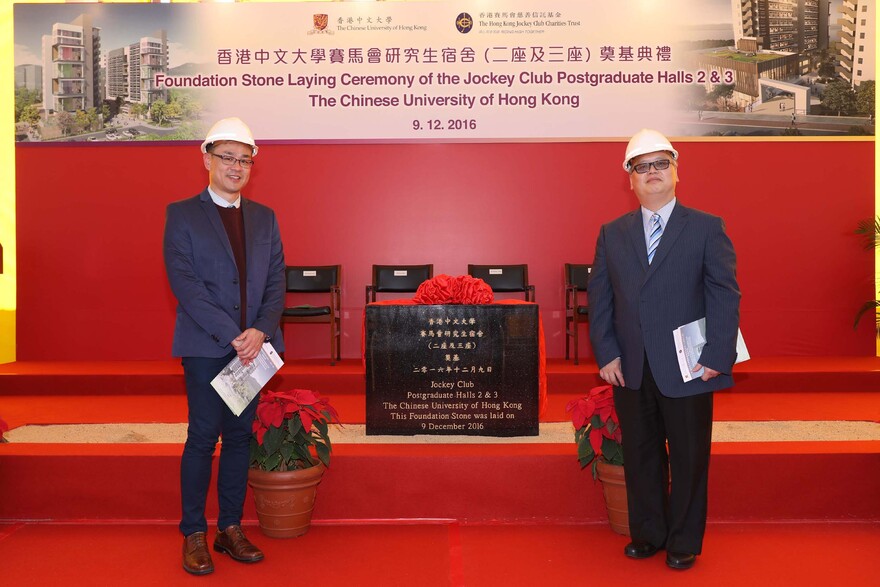 香港中文大學
The Chinese University of Hong Kong
香港賽馬會慈善信託基金
The Hong Kong Jockey Club Charities Trust
香港中文大學賽馬會研究生宿舍 (二座及三座) 奠基典禮
Foundation Stone Laying Ceremony of the Jockey Club Postgraduate Halls 2 & 3
The Chinese University of Hong Kong
9. 12. 2016
香港中文大學
賽馬會研究生宿舍
(二座及三座)
奠基
二零一六年十二月九日
Jockey Club
Postgraduate Halls 2 & 3
The Chinese University of Hong Kong
This Foundation Stone was laid on
9 December 2016